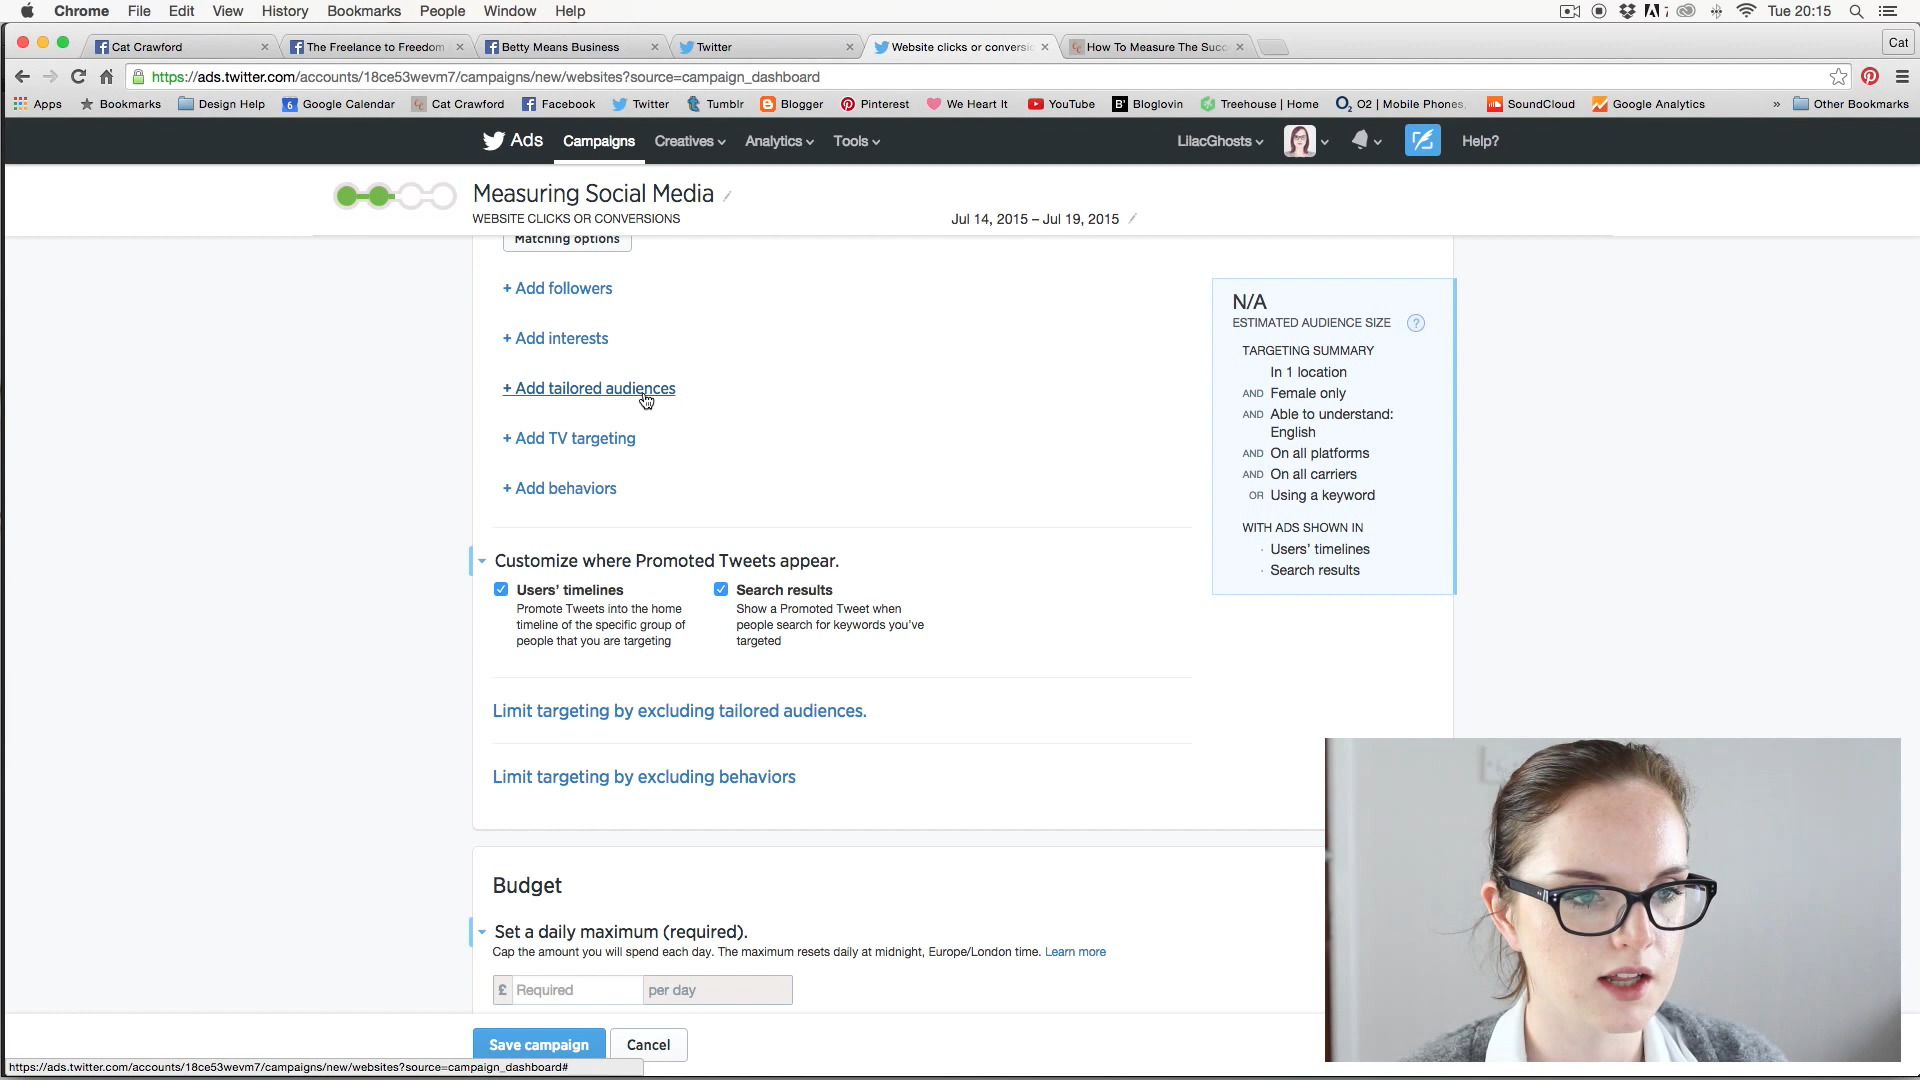 Chrome File Edit View History Bookmarks People Window Help Tue 20:15
Cat Crawford The Freelance to Freedom Betty Means Business Twitter Website clicks or conversi How To Measure The Succ Cat
https://ads.twitter.com/accounts/18ce53wevm7/campaigns/new/websites?source=campaign_dashboard
Apps Bookmarks Design Help 6 Google Calendar Cat Crawford Facebook Twitter Tumblr Blogger Pinterest We Heart It YouTube B' Bloglovin Treehouse | Home O2 | Mobile Phones, SoundCloud Google Analytics » Other Bookmarks
Ads Campaigns Creatives Analytics Tools LilacGhosts Help?
Measuring Social Media
WEBSITE CLICKS OR CONVERSIONS Jul 14, 2015 – Jul 19, 2015
Matching options
+ Add followers
+ Add interests
+ Add tailored audiences
+ Add TV targeting
+ Add behaviors
N/A
ESTIMATED AUDIENCE SIZE ?
TARGETING SUMMARY
In 1 location
AND Female only
AND Able to understand:
English
AND On all platforms
AND On all carriers
OR Using a keyword
WITH ADS SHOWN IN
· Users' timelines
· Search results
Customize where Promoted Tweets appear.
Users' timelines
Promote Tweets into the home
timeline of the specific group of
people that you are targeting
Search results
Show a Promoted Tweet when
people search for keywords you've
targeted
Limit targeting by excluding tailored audiences.
Limit targeting by excluding behaviors
Budget
Set a daily maximum (required).
Cap the amount you will spend each day. The maximum resets daily at midnight, Europe/London time. Learn more
£ Required per day
Save campaign Cancel
https://ads.twitter.com/accounts/18ce53wevm7/campaigns/new/websites?source=campaign_dashboard#